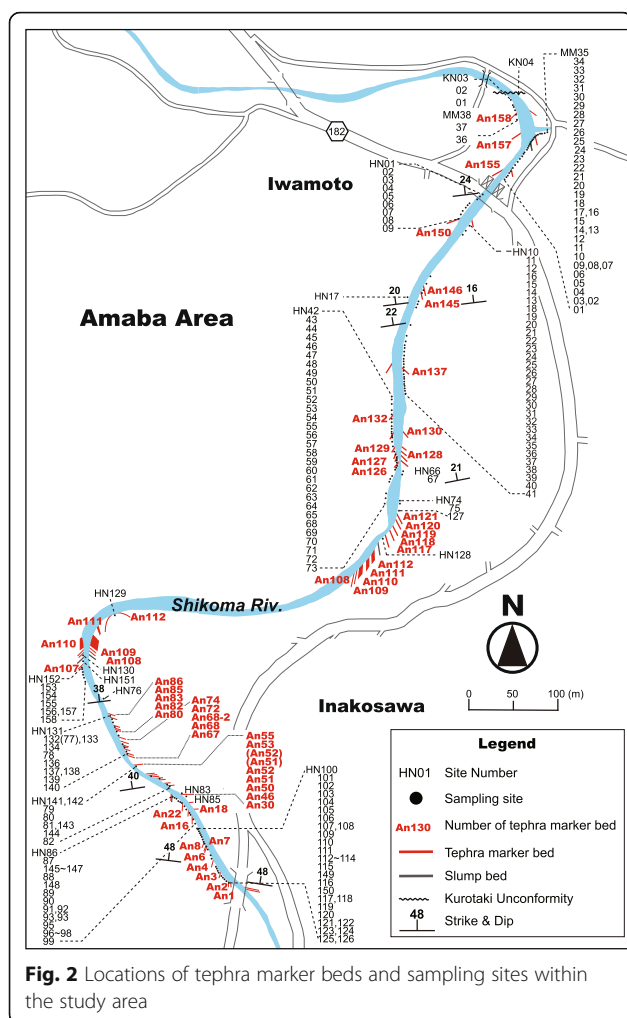 KN04
KN03
02
01
MM38
37
36
An158
An157
An155
MM35
34
33
32
31
30
29
28
27
26
25
24
23
22
21
20
19
18
17,16
15
14,13
12
11
10
09,08,07
06
05
04
03,02
01
182
Iwamoto
HN01
02
03
04
05
06
07
08
09
24
An150
HN10
11
12
16
15
14
13
18
19
20
21
22
23
24
25
26
27
28
29
30
31
32
33
34
35
36
37
38
39
40
41
HN17
20
An146
An145
16
22
Amaba Area
HN42
43
44
45
46
47
48
49
50
51
52
53
54
55
56
57
58
59
60
61
62
63
64
65
68
69
70
71
72
73
An137
An132
An130
An129
An128
An127
An126
HN66
67
21
HN74
75
127
An121
An120
An119
An118
An117
HN128
An112
An111
An110
An109
An108
Shikoma Riv.
HN129
An112
An111
An110
An109
An108
An107
HN130
HN151
HN76
HN152
153
154
155
156,157
158
38
HN131
132(77),133
134
78
136
137,138
139
140
An86
An85
An83
An82
An80
An74
An72
An68-2
An68
An67
An55
An53
(An52)
(An51)
An52
An51
An50
An46
An30
40
HN141,142
79
80
81,143
144
82
HN83
HN85
An18
An22
An16
HN86
87
145~147
88
148
89
90
91,92
93,93
95
96~98
99
48
An8
An7
An6
An4
An3
An2
An1
48
HN100
101
102
103
104
105
106
107,108
109
110
111
112~114
115
149
116
150
117,118
119
120
121,122
123,124
125,126
Inakosawa
N
0 50 100 (m)
Legend
HN01 Site Number
Sampling site
An130 Number of tephra marker bed
Tephra marker bed
Slump bed
Kurotaki Unconformity
48 Strike & Dip
Fig. 2 Locations of tephra marker beds and sampling sites within
the study area